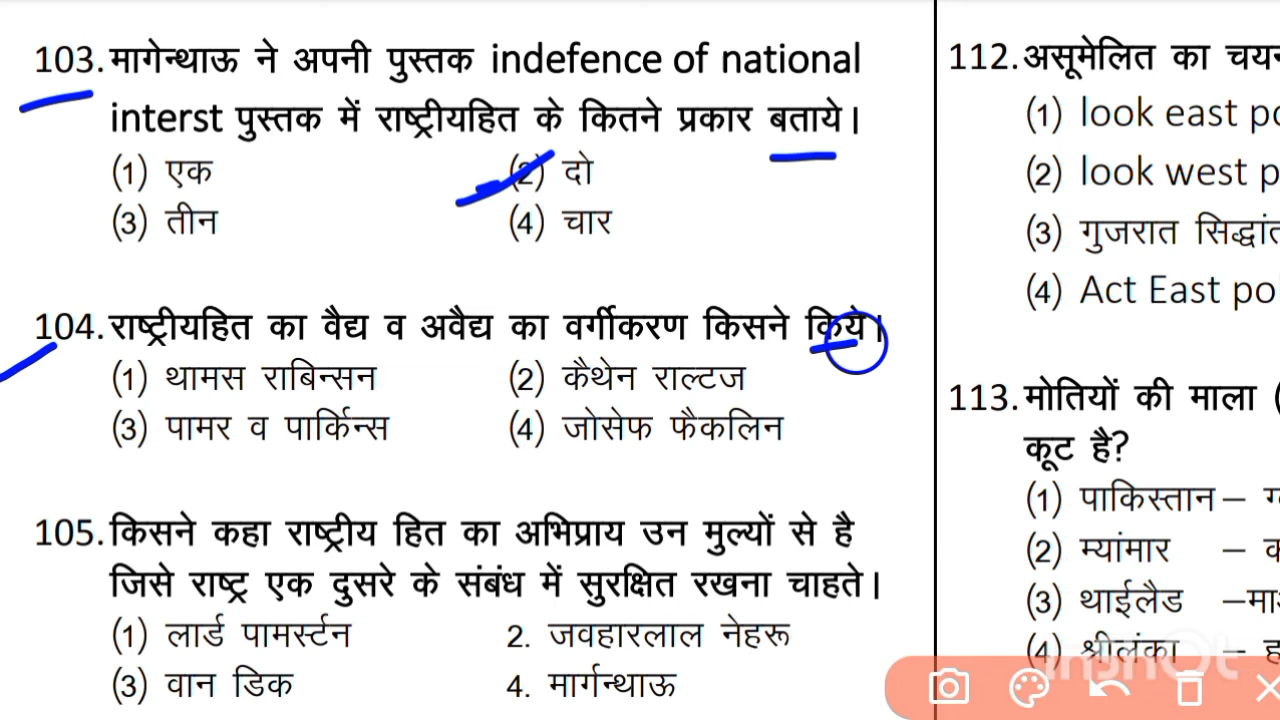 103. मागेन्थाऊ ने अपनी पुस्तक indefence of national
interst पुस्तक में राष्ट्रीयहित के कितने प्रकार बताये।
(1) एक (2) दो
(3) तीन (4) चार
104. राष्ट्रीयहित का वैद्य व अवैद्य का वर्गीकरण किसने किये।
(1) थामस राबिन्सन (2) कैथेन राल्टज
(3) पामर व पार्किन्स (4) जोसेफ फैकलिन
105. किसने कहा राष्ट्रीय हित का अभिप्राय उन मुल्यों से है
जिसे राष्ट्र एक दुसरे के संबंध में सुरक्षित रखना चाहते।
(1) लार्ड पामर्स्टन 2. जवहारलाल नेहरू
(3) वान डिक 4. मार्गन्थाऊ
112. असूमेलित का
(1) look east
(2) look west
(3) गुजरात
(4) Act East
113. मोतियों की माला
कूट है?
(1) पाकिस्तान –
(2) म्यांमार –
(3) थाईलैड –
(4) श्रीलंका –